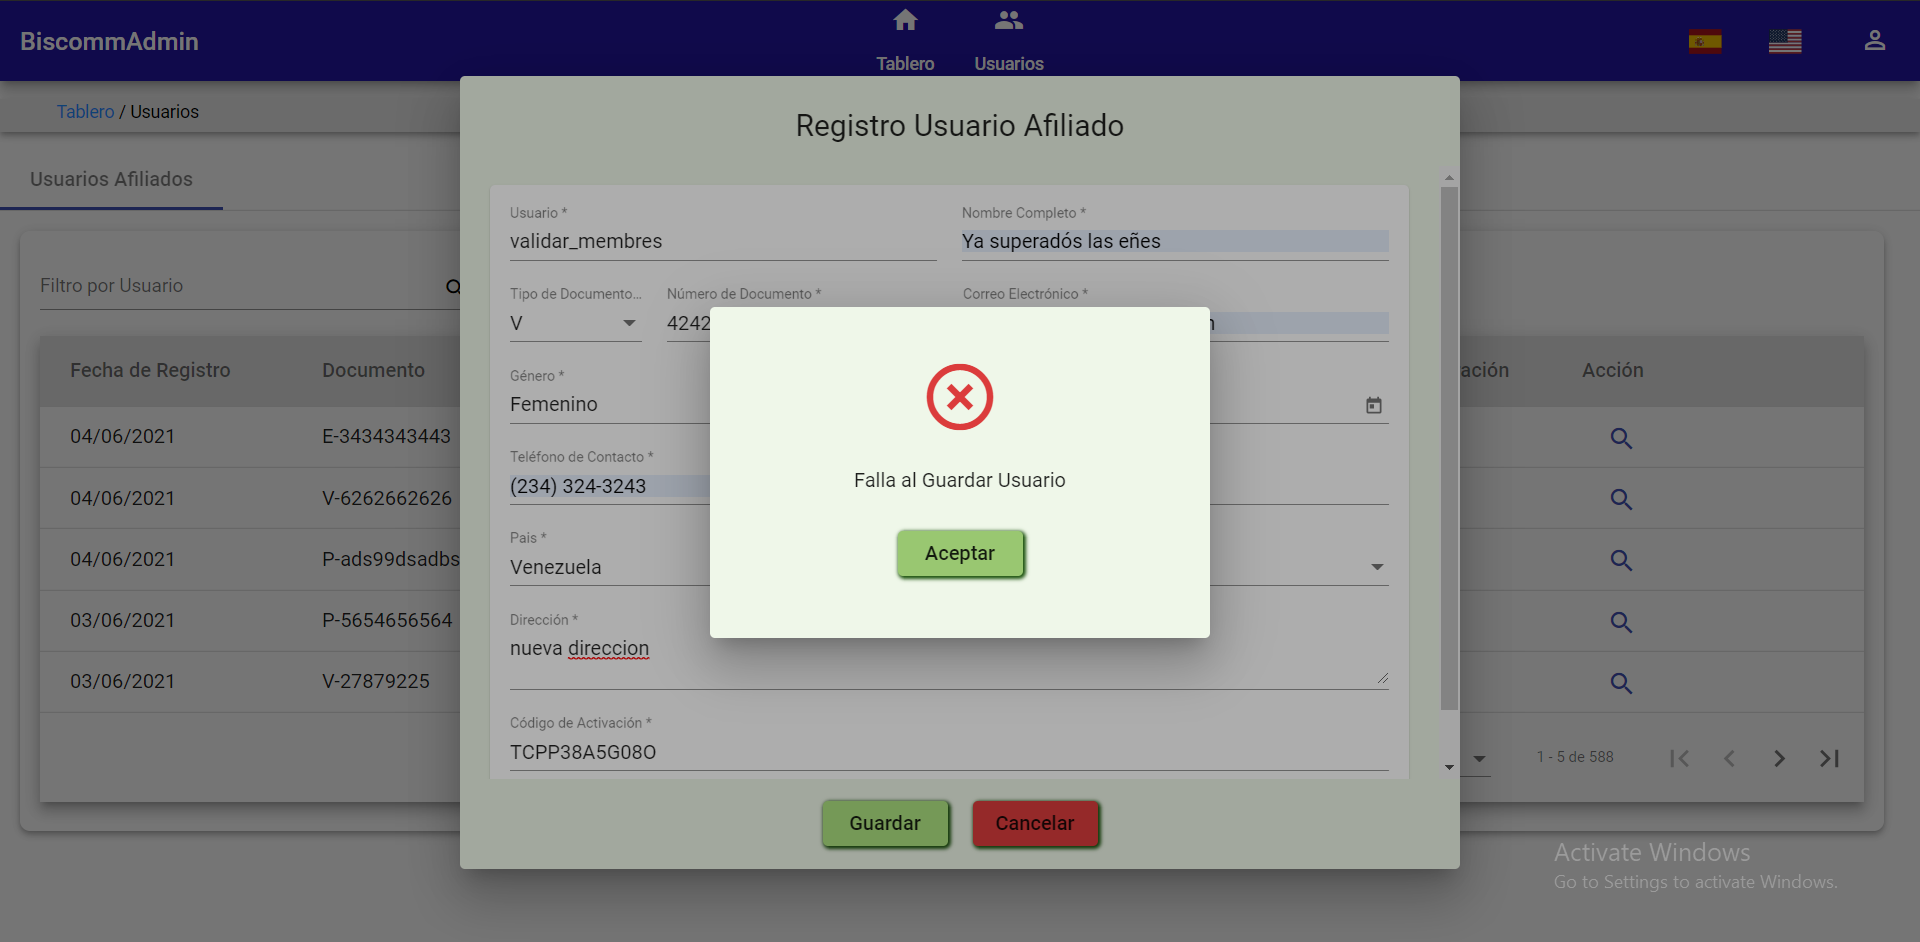 BiscommAdmin
Tablero
Usuarios
Tablero / Usuarios
Usuarios Afiliados
Filtro por Usuario
Fecha de Registro Documento
Acción
04/06/2021 E-3434343443
04/06/2021 V-6262662626
04/06/2021 P-ads99dsadbs
03/06/2021 P-5654656564
03/06/2021 V-27879225
1 - 5 de 588
Registro Usuario Afiliado
Usuario *
validar_membres
Nombre Completo *
Ya superadós las eñes
Tipo de Documento...
V
Número de Documento *
4242
Correo Electrónico *
Género *
Femenino
Teléfono de Contacto *
(234) 324-3243
Pais *
Venezuela
Dirección *
nueva direccion
Código de Activación *
TCPP38A5G08O
Guardar
Cancelar
Falla al Guardar Usuario
Aceptar
Activate Windows
Go to Settings to activate Windows.